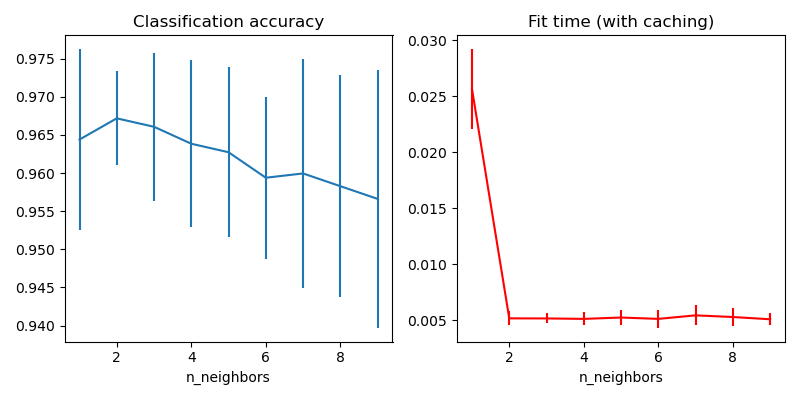 Classification accuracy
0.975
0.970
0.965
0.960
0.955
0.950
0.945
0.940
2 4 6 8
n_neighbors
Fit time (with caching)
0.030
0.025
0.020
0.015
0.010
0.005
2 4 6 8
n_neighbors